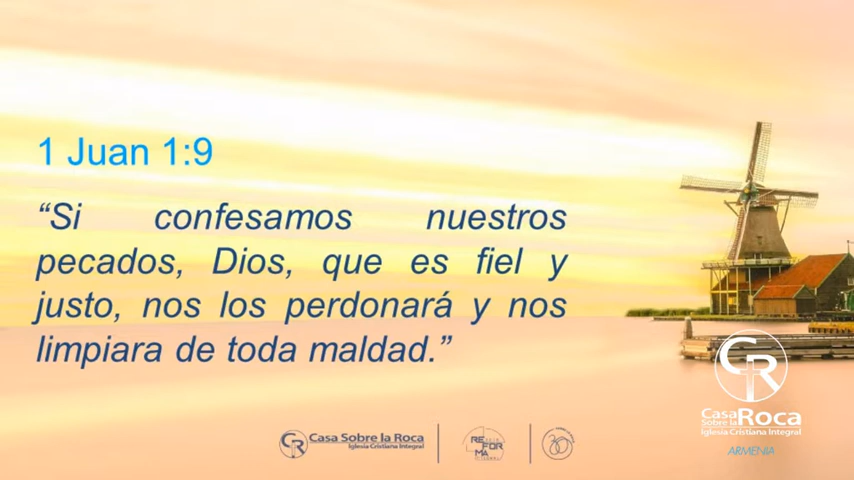 1 Juan 1:9
“Si confesamos nuestros
pecados, Dios, que es fiel y
justo, nos los perdonará y nos
limpiara de toda maldad.”
CR
Casa Sobre la Roca
Iglesia Cristiana Integral
RE
FOR
MA
CR
Casa
Sobre la Roca
Iglesia Cristiana Integral
ARMENIA